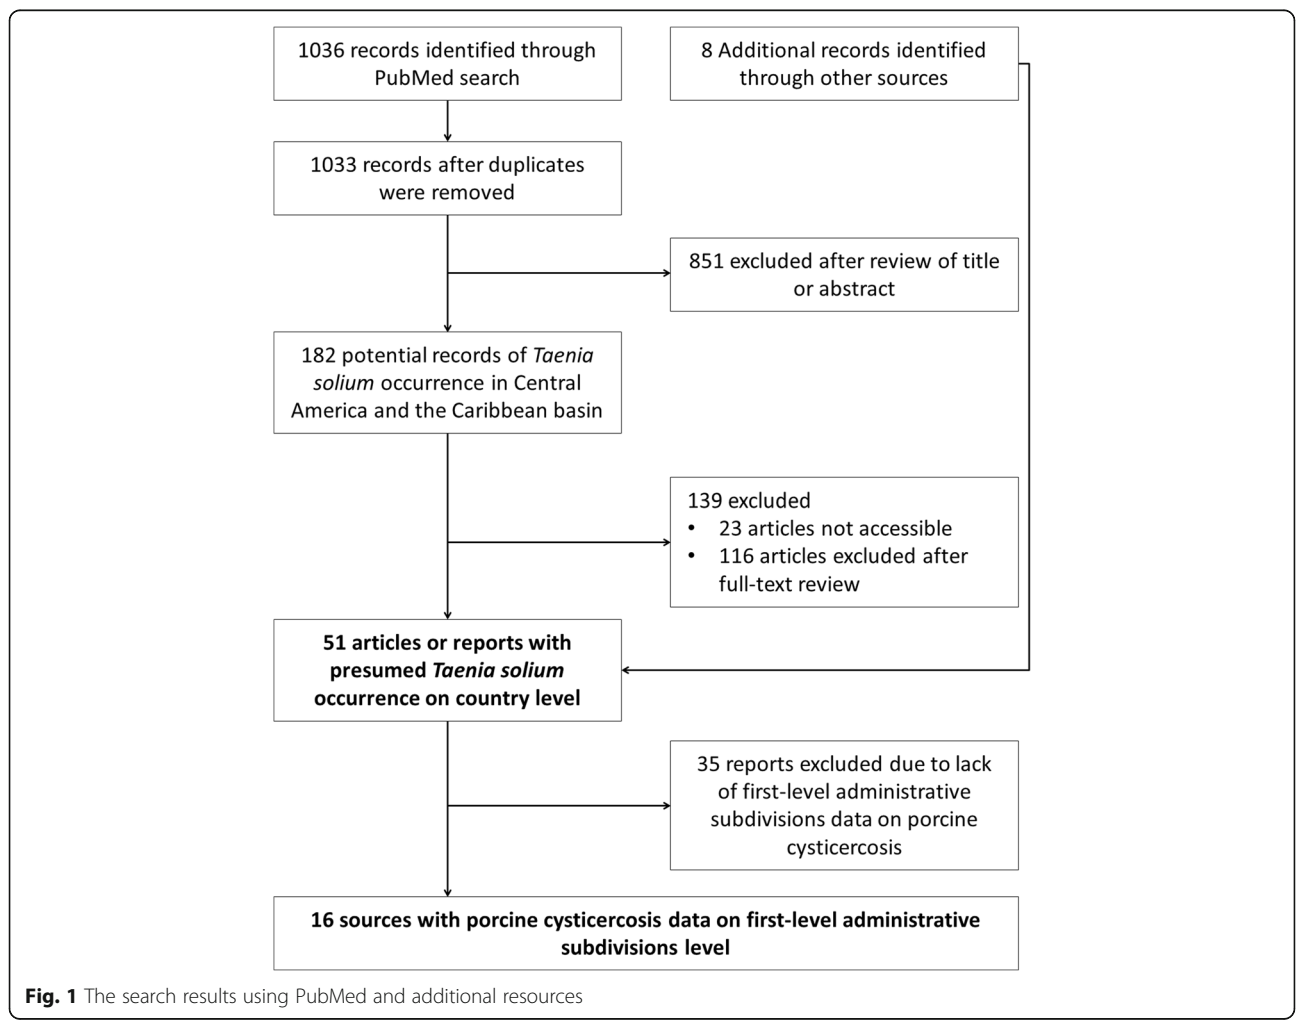 1036 records identified through
PubMed search
8 Additional records identified
through other sources
1033 records after duplicates
were removed
851 excluded after review of title
or abstract
182 potential records of Taenia
solium occurrence in Central
America and the Caribbean basin
139 excluded
• 23 articles not accessible
• 116 articles excluded after
full-text review
51 articles or reports with
presumed Taenia solium
occurrence on country level
35 reports excluded due to lack
of first-level administrative
subdivisions data on porcine
cysticercosis
16 sources with porcine cysticercosis data on first-level administrative
subdivisions level
Fig. 1 The search results using PubMed and additional resources